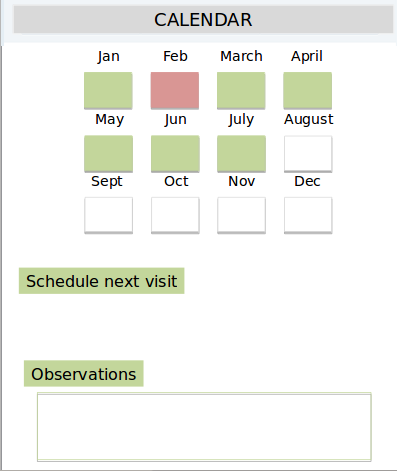 CALENDAR
Jan Feb March April
May Jun July August
Sept Oct Nov Dec
Schedule next visit
Observations